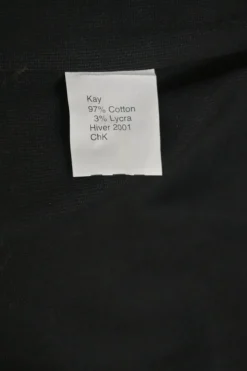 Kay
97% Cotton
3% Lycra
Hiver 2001
ChK